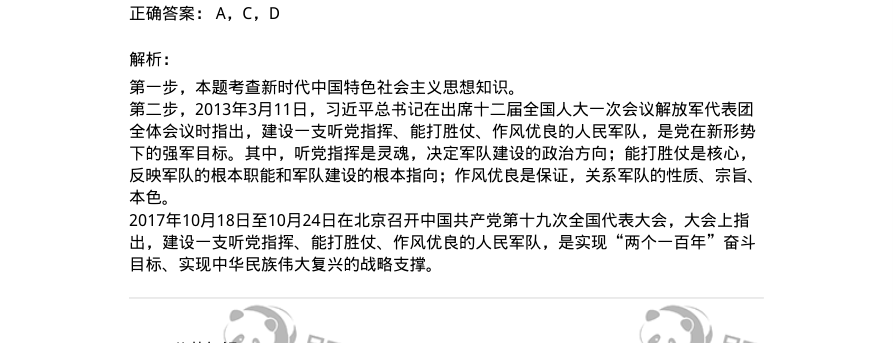 正确答案： A，C，D
解析：
第一步，本题考查新时代中国特色社会主义思想知识。
第二步，2013年3月11日，习近平总书记在出席十二届全国人大一次会议解放军代表团
全体会议时指出，建设一支听党指挥、能打胜仗、作风优良的人民军队，是党在新形势
下的强军目标。其中，听党指挥是灵魂，决定军队建设的政治方向；能打胜仗是核心，
反映军队的根本职能和军队建设的根本指向；作风优良是保证，关系军队的性质、宗旨、
本色。
2017年10月18日至10月24日在北京召开中国共产党第十九次全国代表大会，大会上指
出，建设一支听党指挥、能打胜仗、作风优良的人民军队，是实现“两个一百年”奋斗
目标、实现中华民族伟大复兴的战略支撑。